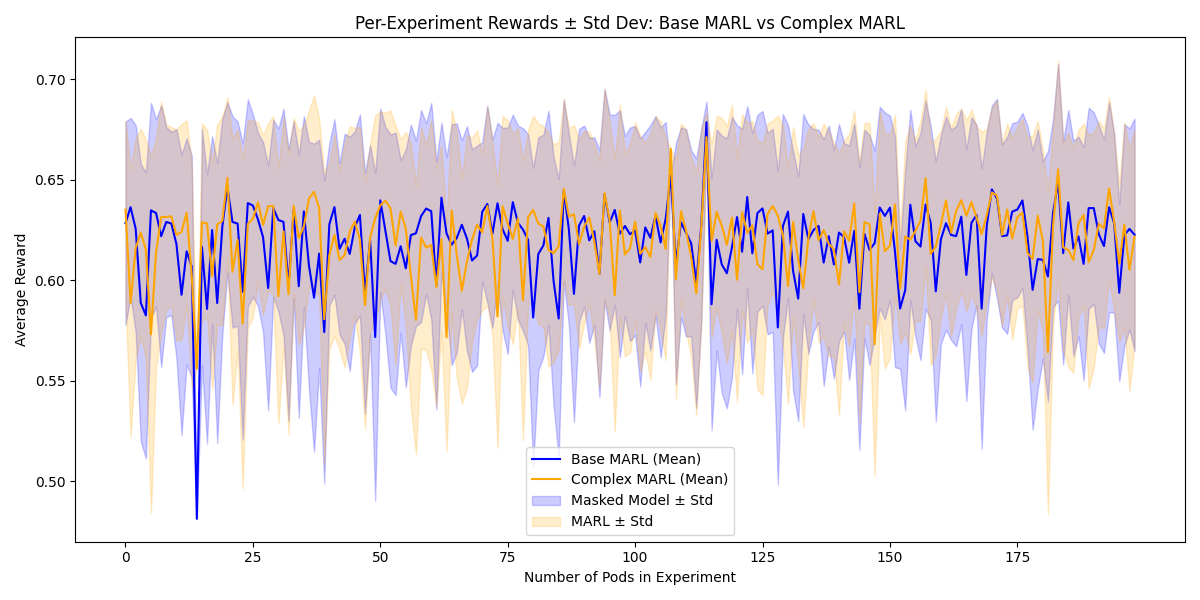 Per-Experiment Rewards ± Std Dev: Base MARL vs Complex MARL
Average Reward
0.70
0.65
0.60
0.55
0.50
Base MARL (Mean)
Complex MARL (Mean)
Masked Model ± Std
MARL ± Std
0 25 50 75 100 125 150 175
Number of Pods in Experiment